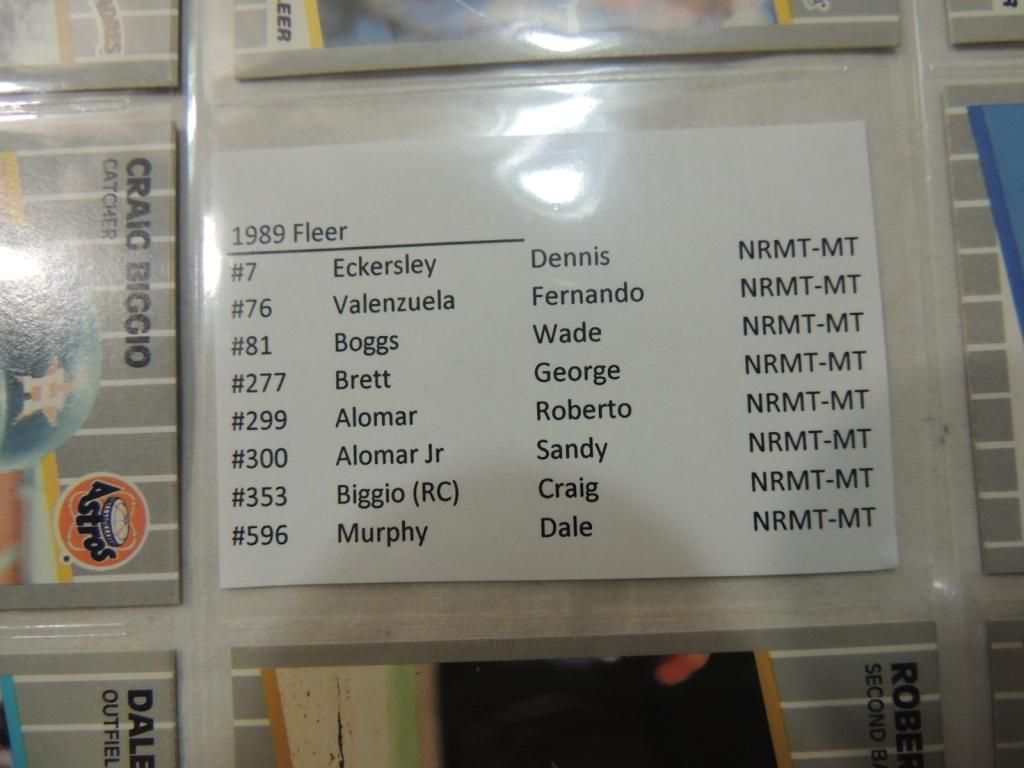 LEER
CRAIG BIGGIO
CATCHER
Astros
1989 Fleer
#7 Eckersley Dennis NRMT-MT
#76 Valenzuela Fernando NRMT-MT
#81 Boggs Wade NRMT-MT
#277 Brett George NRMT-MT
#299 Alomar Roberto NRMT-MT
#300 Alomar Jr Sandy NRMT-MT
#353 Biggio (RC) Craig NRMT-MT
#596 Murphy Dale NRMT-MT
DALE
OUTFIEL
ROBER
SECOND BA